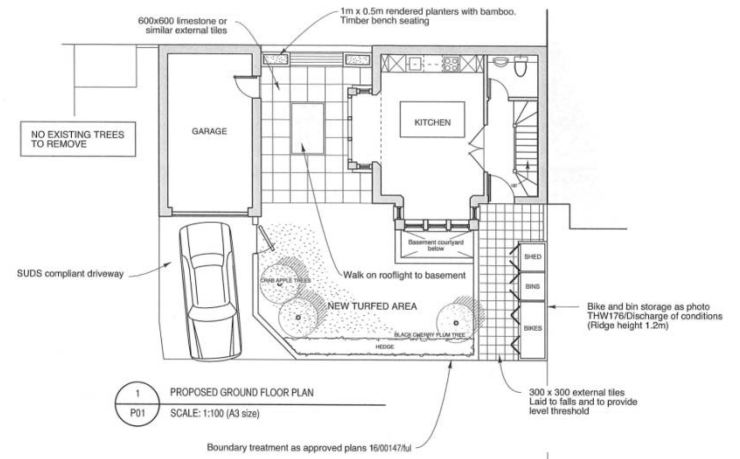 1m x 0.5m rendered planters with bamboo.
Timber bench seating
600x600 limestone or
similar external tiles
NO EXISTING TREES
TO REMOVE
GARAGE
KITCHEN
Basement courtyard
below
SHED
BINS
BIKES
SUDS compliant driveway
CRAB APPLE TREES
Walk on rooflight to basement
NEW TURFED AREA
BLACK CHERRY PLUM TREE
HEDGE
Bike and bin storage as photo
THW176/Discharge of conditions
(Ridge height 1.2m)
300 x 300 external tiles
Laid to falls and to provide
level threshold
1
P01
PROPOSED GROUND FLOOR PLAN
SCALE: 1:100 (A3 size)
Boundary treatment as approved plans 16/00147/ful